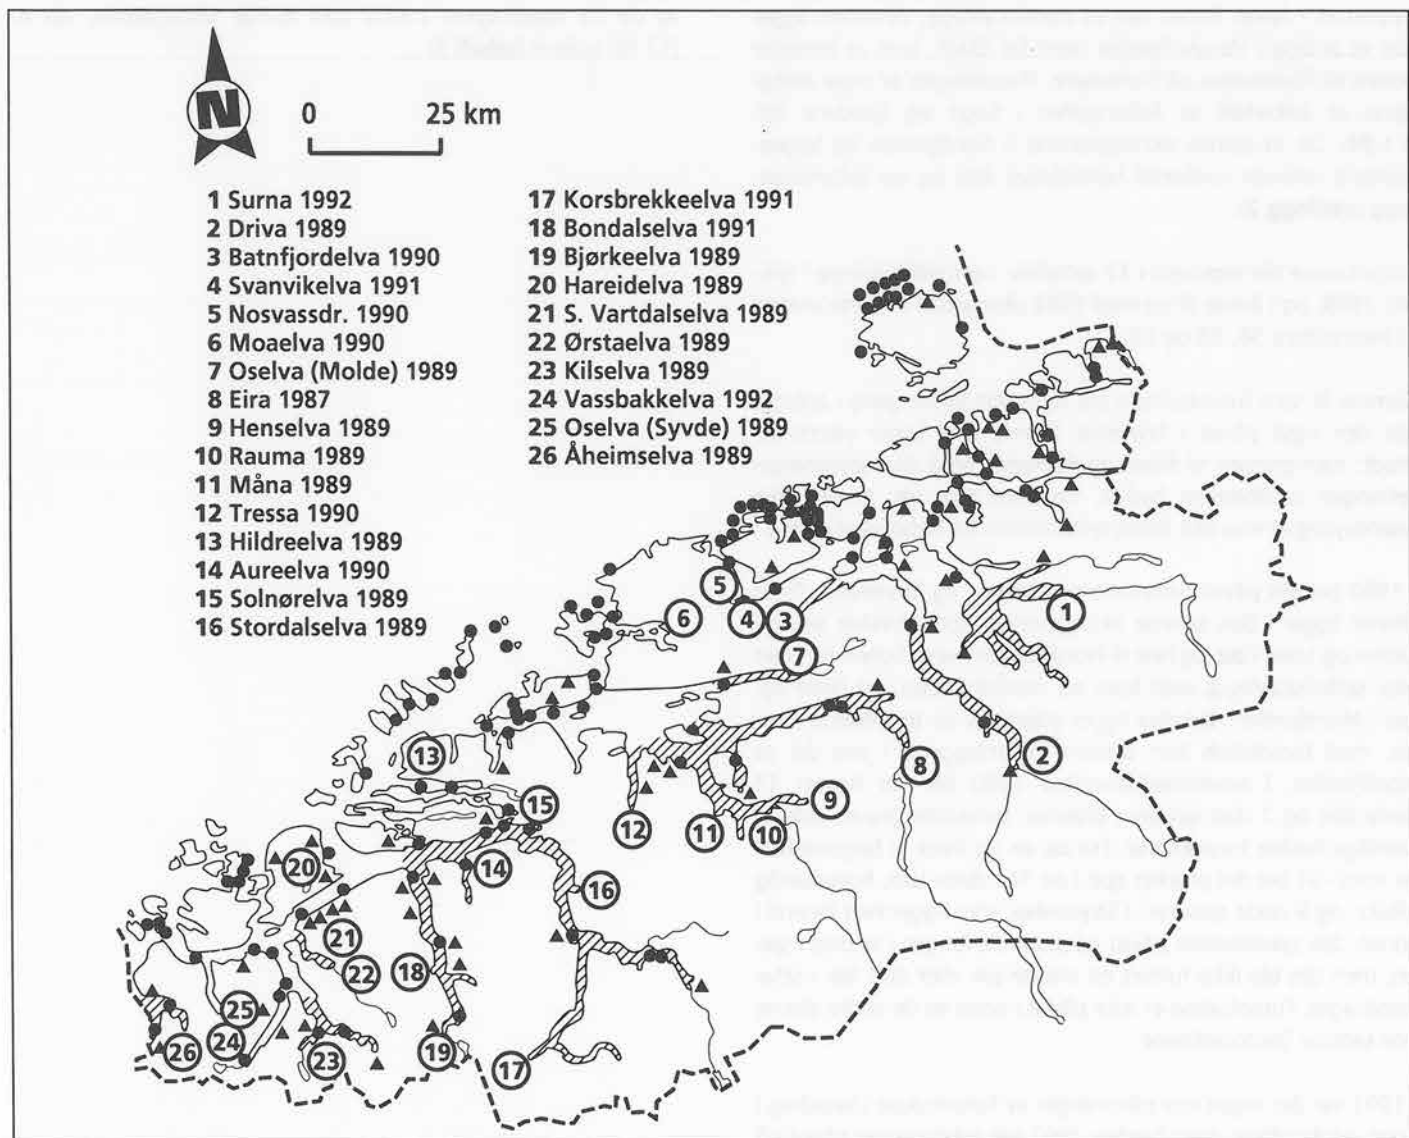 N
0 25 km
1 Surna 1992
2 Driva 1989
3 Batnfjordelva 1990
4 Svanvikelva 1991
5 Nosvassdr. 1990
6 Moaelva 1990
7 Oselva (Molde) 1989
8 Eira 1987
9 Henselva 1989
10 Rauma 1989
11 Måna 1989
12 Tressa 1990
13 Hildreelva 1989
14 Aureelva 1990
15 Solnørelva 1989
16 Stordalselva 1989
17 Korsbrekkeelva 1991
18 Bondalselva 1991
19 Bjørkeelva 1989
20 Hareidelva 1989
21 S. Vartdalselva 1989
22 Ørstaelva 1989
23 Kilselva 1989
24 Vassbakkelva 1992
25 Oselva (Syvde) 1989
26 Åheimselva 1989
5
6
4
3
1
7
13
2
8
15
12
11
10
9
20
14
16
21
22
18
25
24
26
23
19
17